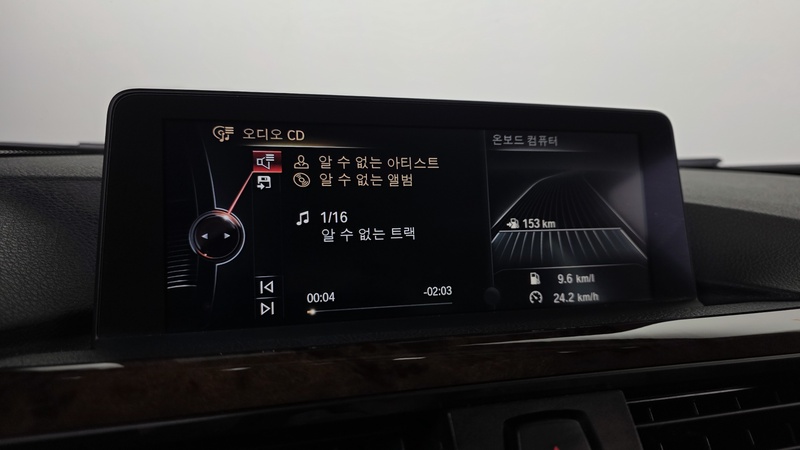 오디오 CD
알 수 없는 아티스트
알 수 없는 앨범
1/16
알 수 없는 트랙
00:04
-02:03
온보드 컴퓨터
153 km
9.6 km/l
24.2 km/h